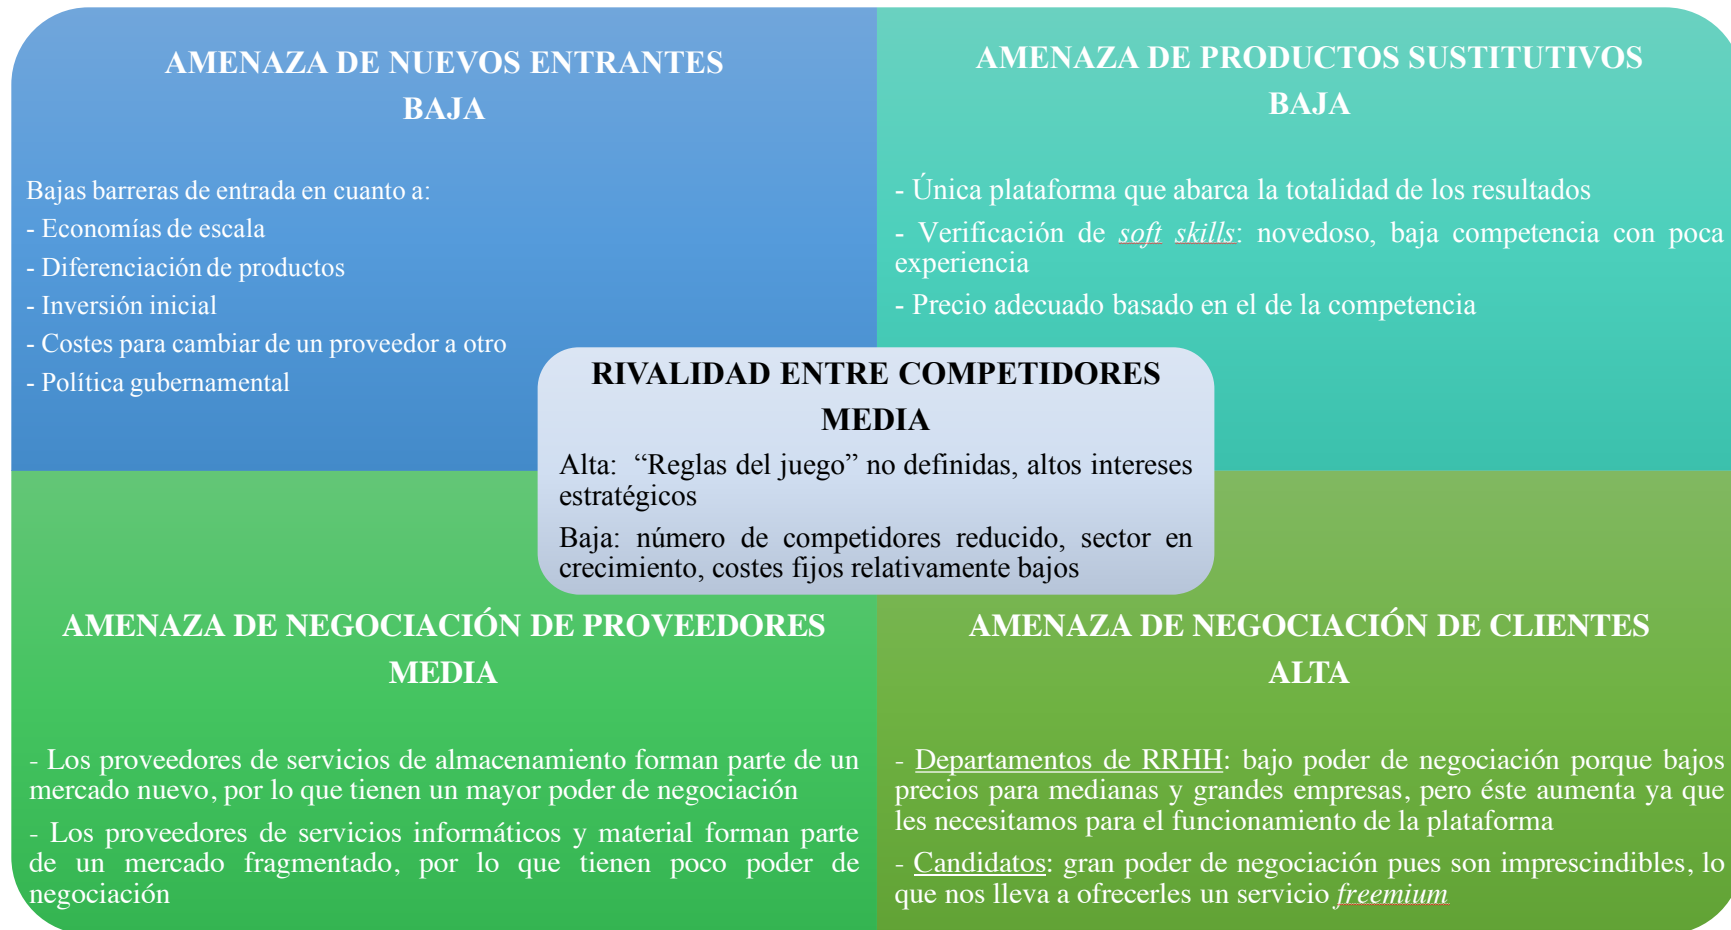 AMENAZA DE NUEVOS ENTRANTES
BAJA
Bajas barreras de entrada en cuanto a:
- Economías de escala
- Diferenciación de productos
- Inversión inicial
- Costes para cambiar de un proveedor a otro
- Política gubernamental
AMENAZA DE PRODUCTOS SUSTITUTIVOS
BAJA
- Única plataforma que abarca la totalidad de los resultados
- Verificación de soft skills: novedoso, baja competencia con poca
experiencia
- Precio adecuado basado en el de la competencia
RIVALIDAD ENTRE COMPETIDORES
MEDIA
Alta: “Reglas del juego” no definidas, altos intereses
estratégicos
Baja: número de competidores reducido, sector en
crecimiento, costes fijos relativamente bajos
AMENAZA DE NEGOCIACIÓN DE PROVEEDORES
MEDIA
- Los proveedores de servicios de almacenamiento forman parte de un
mercado nuevo, por lo que tienen un mayor poder de negociación
- Los proveedores de servicios informáticos y material forman parte
de un mercado fragmentado, por lo que tienen poco poder de
negociación
AMENAZA DE NEGOCIACIÓN DE CLIENTES
ALTA
- Departamentos de RRHH: bajo poder de negociación porque bajos
precios para medianas y grandes empresas, pero éste aumenta ya que
les necesitamos para el funcionamiento de la plataforma
- Candidatos: gran poder de negociación pues son imprescindibles, lo
que nos lleva a ofrecerles un servicio freemium